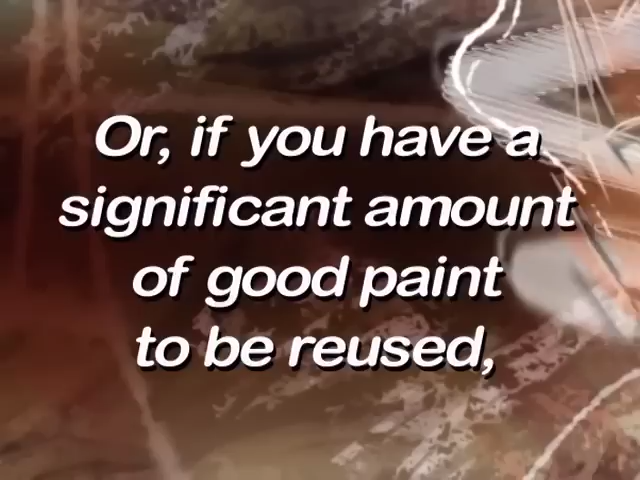 Or, if you have a
significant amount
of good paint
to be reused,